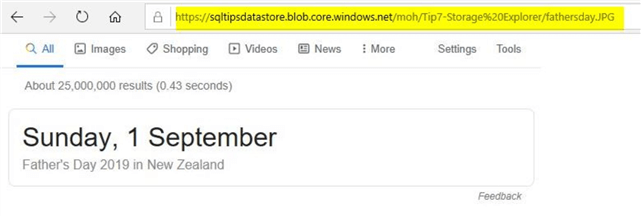 https://sqltipsdatastore.blob.core.windows.net/moh/Tip7-Storage%20Explorer/fathersday.JPG
All Images Shopping Videos News More Settings Tools
About 25,000,000 results (0.43 seconds)
Sunday, 1 September
Father's Day 2019 in New Zealand
Feedback